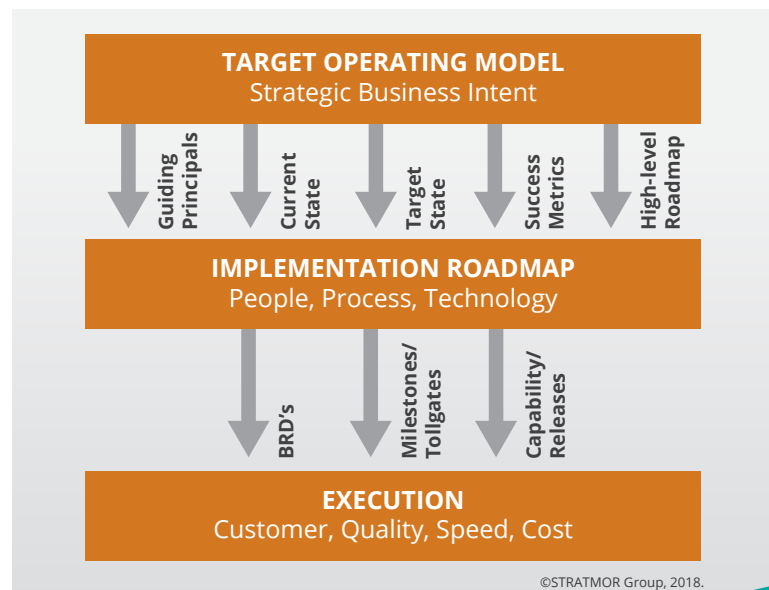 TARGET OPERATING MODEL
Strategic Business Intent
Guiding
Principals
Current
State
Target
State
Success
Metrics
High-level
Roadmap
IMPLEMENTATION ROADMAP
People, Process, Technology
BRD's
Milestones/
Tollgates
Capability/
Releases
EXECUTION
Customer, Quality, Speed, Cost
©STRATMOR Group, 2018.